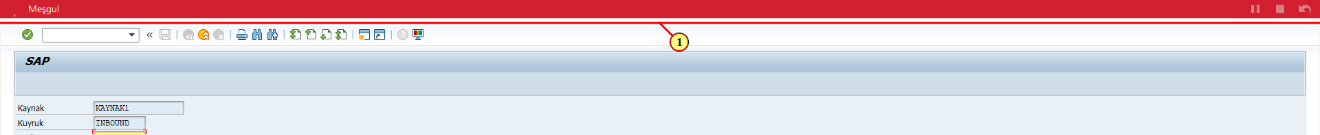 Meşgul
1
SAP
Kaynak KAYNAK1
Kuyruk INBOUND